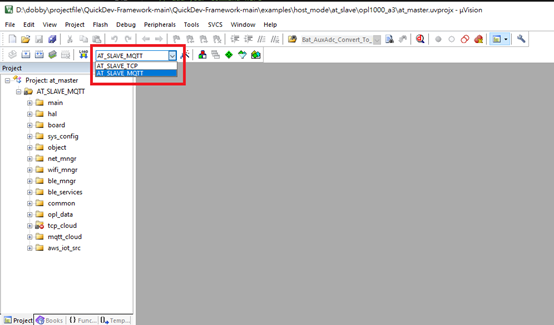 D:\dobby\projectfile\QuickDev-Framework-main\QuickDev-Framework-main\examples\host_mode\at_slave\opl1000_a3\at_master.uvprojx - µVision
File Edit View Project Flash Debug Peripherals Tools SVCS Window Help
Bat_AuxAdc_Convert_To_
LOAD AT_SLAVE_MQTT
AT_SLAVE_TCP
AT_SLAVE_MQTT
Project
Project: at_master
AT_SLAVE_MQTT
main
hal
board
sys_config
object
net_mngr
wifi_mngr
ble_mngr
ble_services
common
opl_data
tcp_cloud
mqtt_cloud
aws_iot_src
Project Books {} Func... Temp...